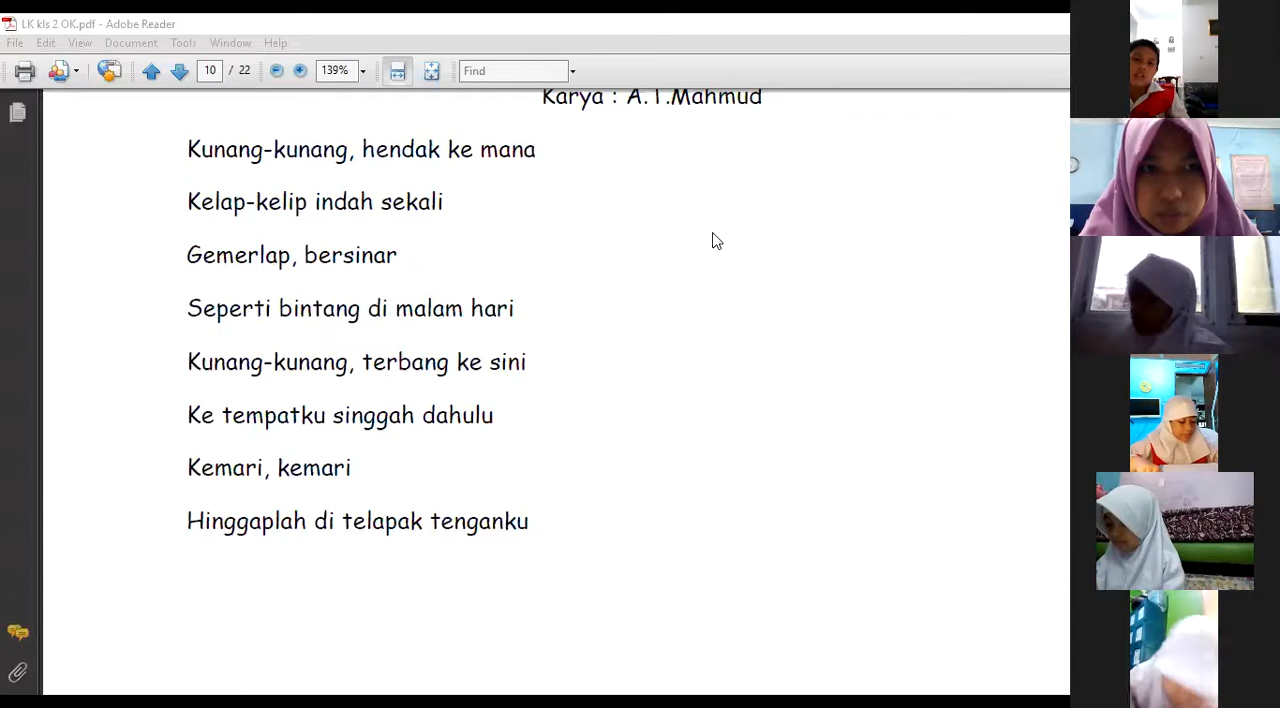 LK kls 2 OK.pdf - Adobe Reader
File Edit View Document Tools Window Help
10 / 22 139% Find
Karya : A.T.Mahmud
Kunang-kunang, hendak ke mana
Kelap-kelip indah sekali
Gemerlap, bersinar
Seperti bintang di malam hari
Kunang-kunang, terbang ke sini
Ke tempatku singgah dahulu
Kemari, kemari
Hinggaplah di telapak tenganku